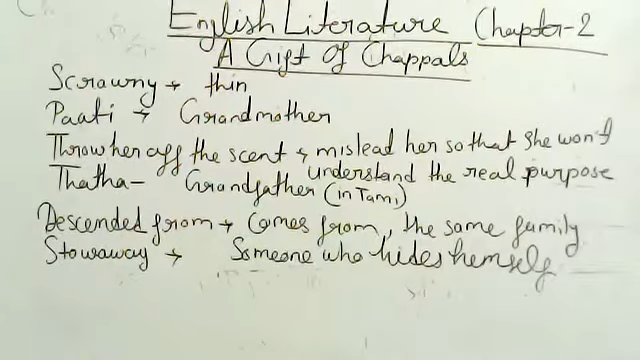 English Literature Chapter-2
A Gift Of Chappals
Scrawny → thin
Paati → Grandmother
Throw her off the scent → mislead her so that she won't
understand the real purpose
Thatha- Grandfather (in Tamil)
Descended from → Comes from, the same family
Stowaway → Someone who hides hemself